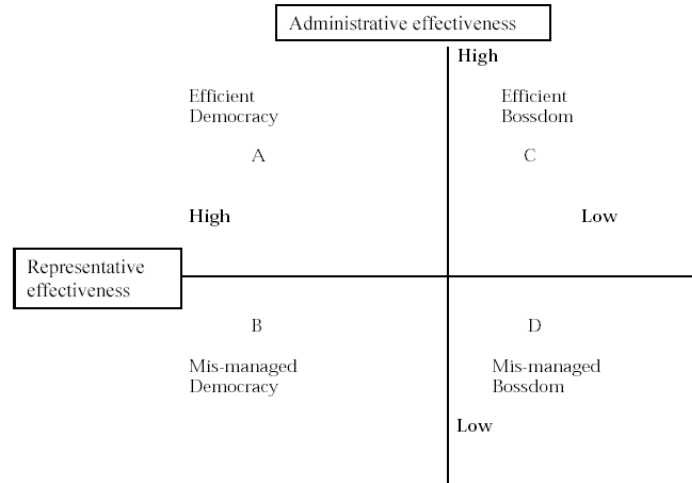 Administrative effectiveness
High
Efficient
Democracy
Efficient
Bossdom
A
C
High
Low
Representative
effectiveness
B
D
Mis-managed
Democracy
Mis-managed
Bossdom
Low